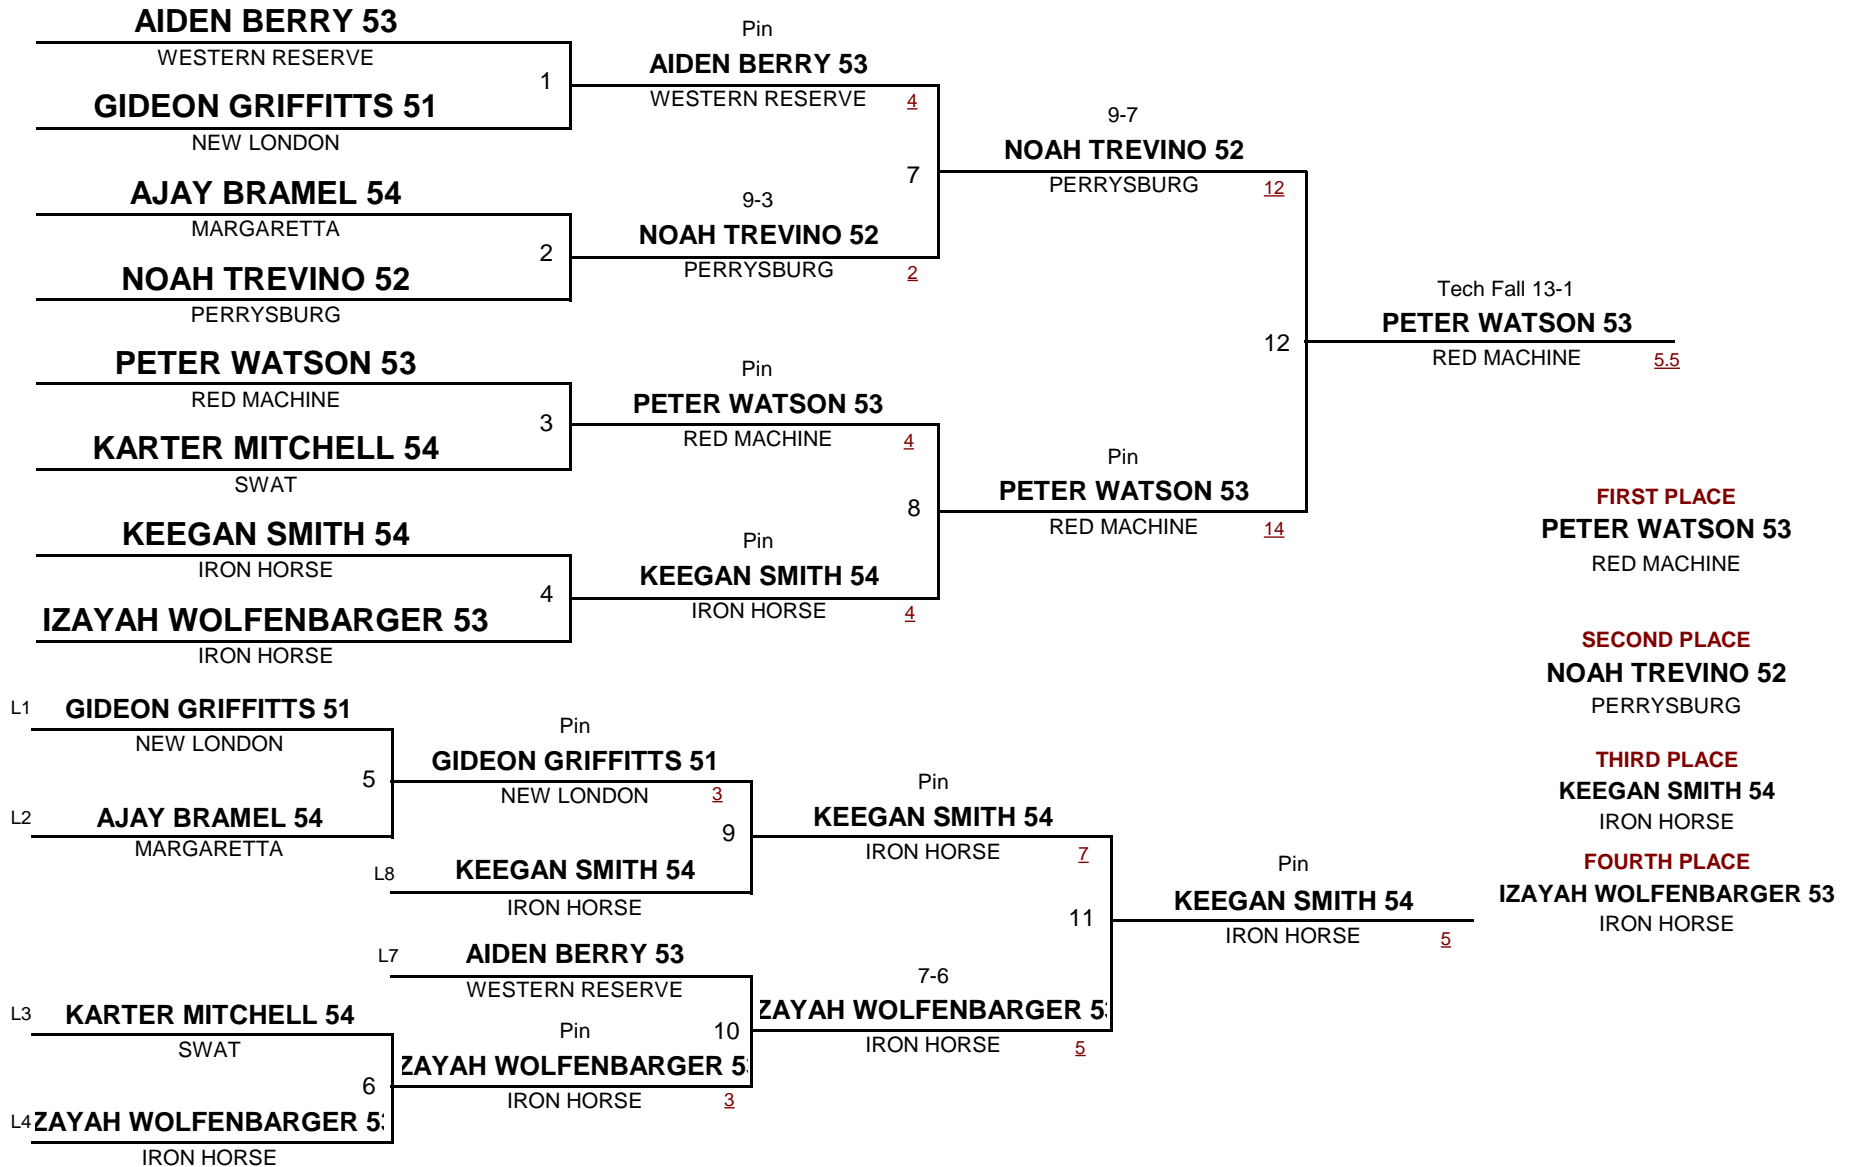 AIDEN BERRY 53
WESTERN RESERVE
1
GIDEON GRIFFITTS 51
NEW LONDON
AJAY BRAMEL 54
MARGARETTA
2
NOAH TREVINO 52
PERRYSBURG
PETER WATSON 53
RED MACHINE
3
KARTER MITCHELL 54
SWAT
KEEGAN SMITH 54
IRON HORSE
4
IZAYAH WOLFENBARGER 53
IRON HORSE
Pin
AIDEN BERRY 53
WESTERN RESERVE 4
7
9-3
NOAH TREVINO 52
PERRYSBURG 2
Pin
PETER WATSON 53
RED MACHINE 4
8
Pin
KEEGAN SMITH 54
IRON HORSE 4
9-7
NOAH TREVINO 52
PERRYSBURG 12
12
Pin
PETER WATSON 53
RED MACHINE 14
Tech Fall 13-1
PETER WATSON 53
RED MACHINE 5.5
FIRST PLACE
PETER WATSON 53
RED MACHINE
SECOND PLACE
NOAH TREVINO 52
PERRYSBURG
THIRD PLACE
KEEGAN SMITH 54
IRON HORSE
FOURTH PLACE
IZAYAH WOLFENBARGER 53
IRON HORSE
L1 GIDEON GRIFFITTS 51
NEW LONDON
5
L2 AJAY BRAMEL 54
MARGARETTA
Pin
GIDEON GRIFFITTS 51
NEW LONDON 3
9
L8 KEEGAN SMITH 54
IRON HORSE
L7 AIDEN BERRY 53
WESTERN RESERVE
10
Pin
ZAYAH WOLFENBARGER 5
IRON HORSE 3
L3 KARTER MITCHELL 54
SWAT
6
L4 ZAYAH WOLFENBARGER 5
IRON HORSE
Pin
KEEGAN SMITH 54
IRON HORSE 7
11
7-6
ZAYAH WOLFENBARGER 5
IRON HORSE 5
Pin
KEEGAN SMITH 54
IRON HORSE 5